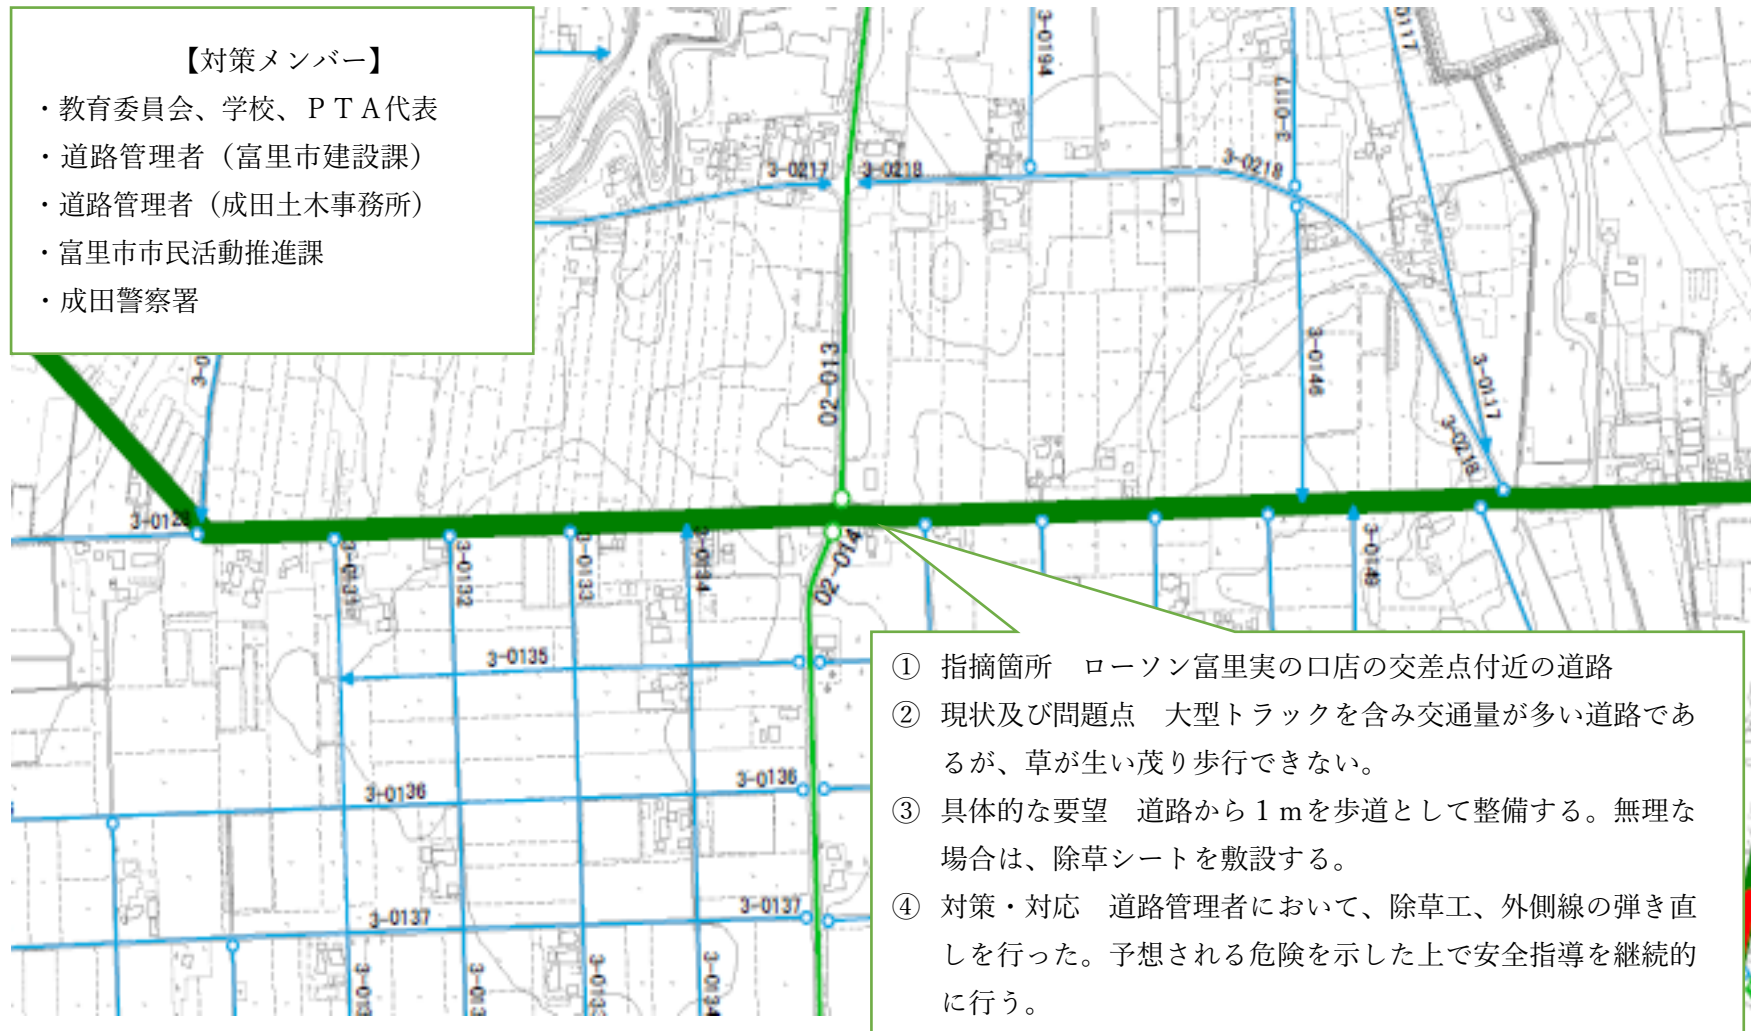 【対策メンバー】
・教育委員会、学校、ＰＴＡ代表
・道路管理者（富里市建設課）
・道路管理者（成田土木事務所）
・富里市市民活動推進課
・成田警察署
3-0194
3-0117
0117
3-0217
3-0218
3-0218
02-013
3-0146
3-0117
3-0218
3-0128
3-0131
3-0132
3-0133
3-0134
02-014
3-0149
3-0135
3-0136
3-0136
3-0137
3-0137
3-0134
① 指摘箇所　ローソン富里実の口店の交差点付近の道路
② 現状及び問題点　大型トラックを含み交通量が多い道路であ
るが、草が生い茂り歩行できない。
③ 具体的な要望　道路から１ｍを歩道として整備する。無理な
場合は、除草シートを敷設する。
④ 対策・対応　道路管理者において、除草工、外側線の弾き直
しを行った。予想される危険を示した上で安全指導を継続的
に行う。